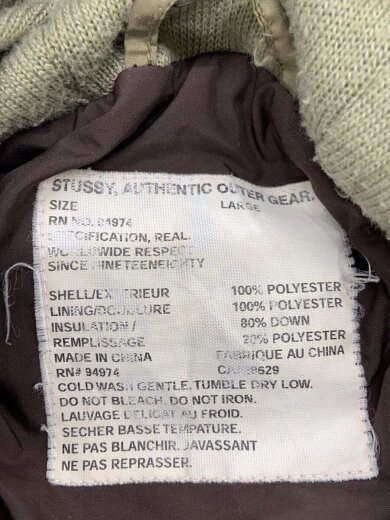 STUSSY, AUTHENTIC OUTER GEAR.
SIZE LARGE
RN NO. 94974
SPECIFICATION, REAL.
WORLDWIDE RESPECT
SINCE NINETEENEIGHTY
SHELL/EXTERIEUR 100% POLYESTER
LINING/DOUBLURE 100% POLYESTER
INSULATION / 80% DOWN
REMPLISSAGE 20% POLYESTER
MADE IN CHINA FABRIQUE AU CHINA
RN# 94974
COLD WASH GENTLE. TUMBLE DRY LOW.
DO NOT BLEACH. DO NOT IRON.
LAUVAGE DELICAT AU FROID.
SECHER BASSE TEMPATURE.
NE PAS BLANCHIR. JAVASSANT
NE PAS REPRASSER.